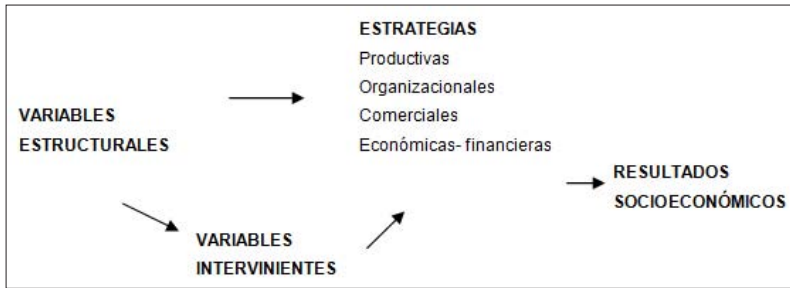 ESTRATEGIAS
Productivas
Organizacionales
Comerciales
Económicas- financieras
VARIABLES
ESTRUCTURALES
RESULTADOS
SOCIOECONÓMICOS
VARIABLES
INTERVINIENTES